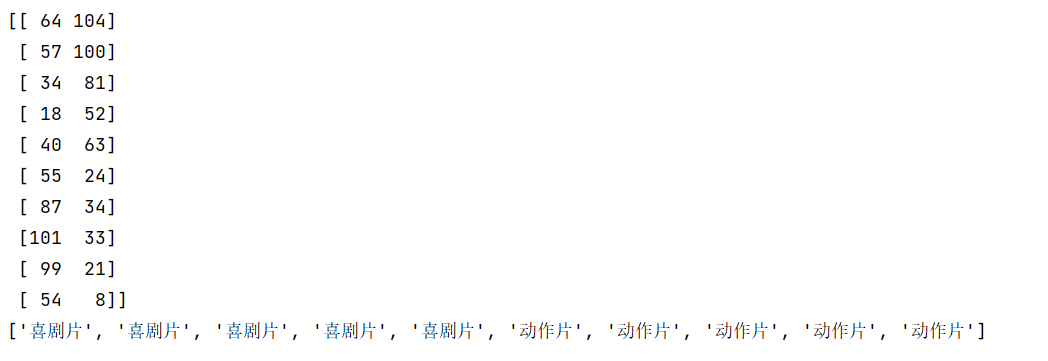 [[ 64 104]
 [ 57 100]
 [ 34  81]
 [ 18  52]
 [ 40  63]
 [ 55  24]
 [ 87  34]
 [101  33]
 [ 99  21]
 [ 54   8]]
['喜剧片', '喜剧片', '喜剧片', '喜剧片', '喜剧片', '动作片', '动作片', '动作片', '动作片', '动作片']